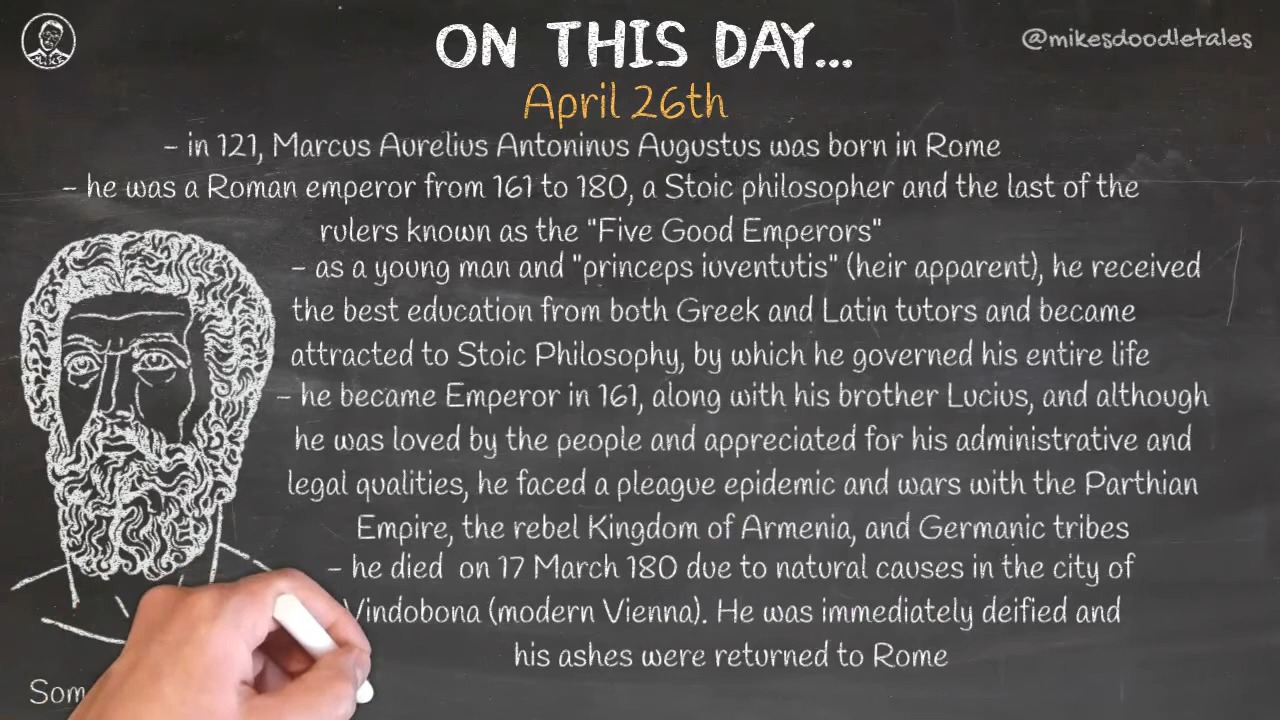 ON THIS DAY...
@mikesdoodletales
MIKE
April 26th
- in 121, Marcus Aurelius Antoninus Augustus was born in Rome
- he was a Roman emperor from 161 to 180, a Stoic philosopher and the last of the
rulers known as the "Five Good Emperors"
- as a young man and "princeps iuventutis" (heir apparent), he received
the best education from both Greek and Latin tutors and became
attracted to Stoic Philosophy, by which he governed his entire life
- he became Emperor in 161, along with his brother Lucius, and although
he was loved by the people and appreciated for his administrative and
legal qualities, he faced a pleague epidemic and wars with the Parthian
Empire, the rebel Kingdom of Armenia, and Germanic tribes
- he died on 17 March 180 due to natural causes in the city of
Vindobona (modern Vienna). He was immediately deified and
his ashes were returned to Rome
Som